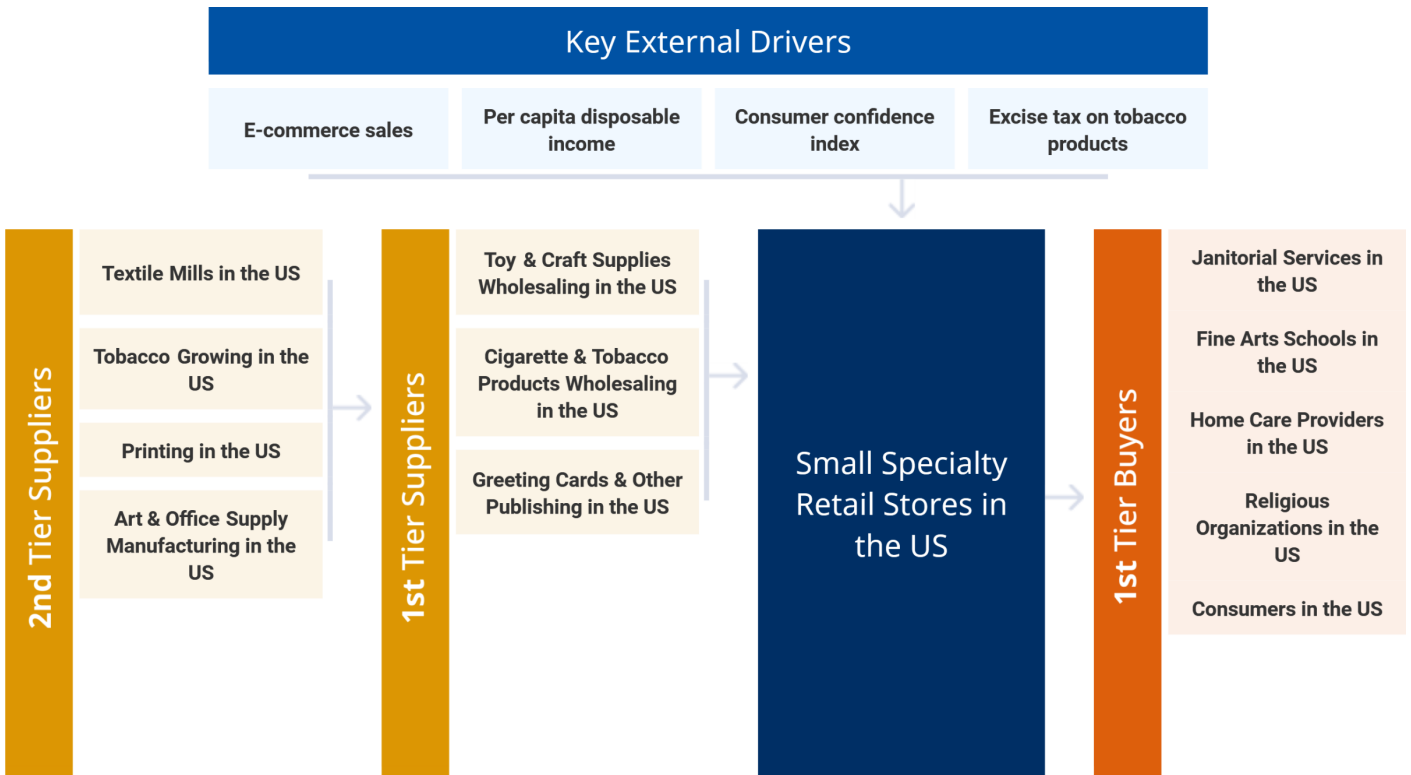 Key External Drivers
E-commerce sales
Per capita disposable
income
Consumer confidence
index
Excise tax on tobacco
products
2nd Tier Suppliers
Textile Mills in the US
Tobacco Growing in the
US
Printing in the US
Art & Office Supply
Manufacturing in the
US
1st Tier Suppliers
Toy & Craft Supplies
Wholesaling in the US
Cigarette & Tobacco
Products Wholesaling
in the US
Greeting Cards & Other
Publishing in the US
Small Specialty
Retail Stores in
the US
1st Tier Buyers
Janitorial Services in
the US
Fine Arts Schools in
the US
Home Care Providers
in the US
Religious
Organizations in the
US
Consumers in the US